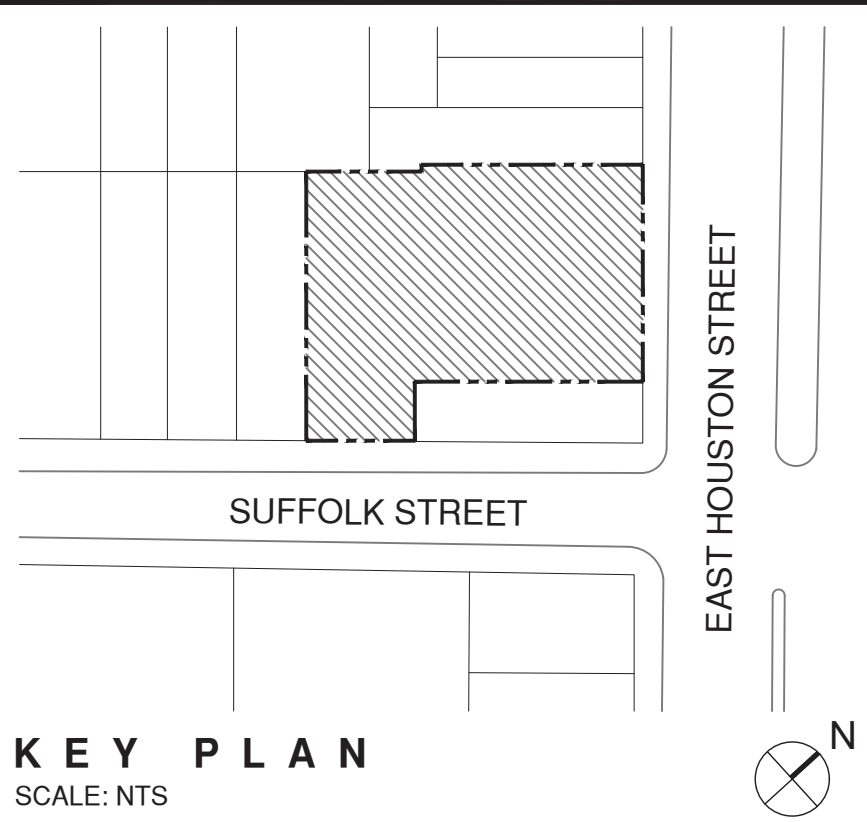 EAST HOUSTON STREET
SUFFOLK STREET
KEY PLAN
SCALE: NTS
N